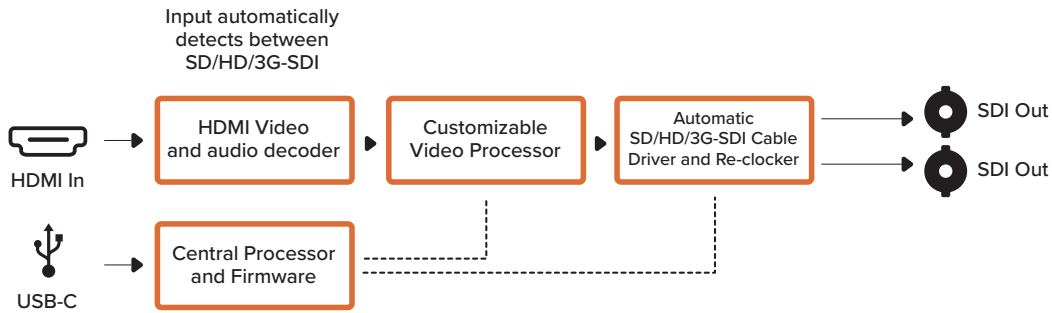 Input automatically
detects between
SD/HD/3G-SDI
HDMI In
HDMI Video
and audio decoder
Customizable
Video Processor
Automatic
SD/HD/3G-SDI Cable
Driver and Re-clocker
SDI Out
SDI Out
USB-C
Central Processor
and Firmware